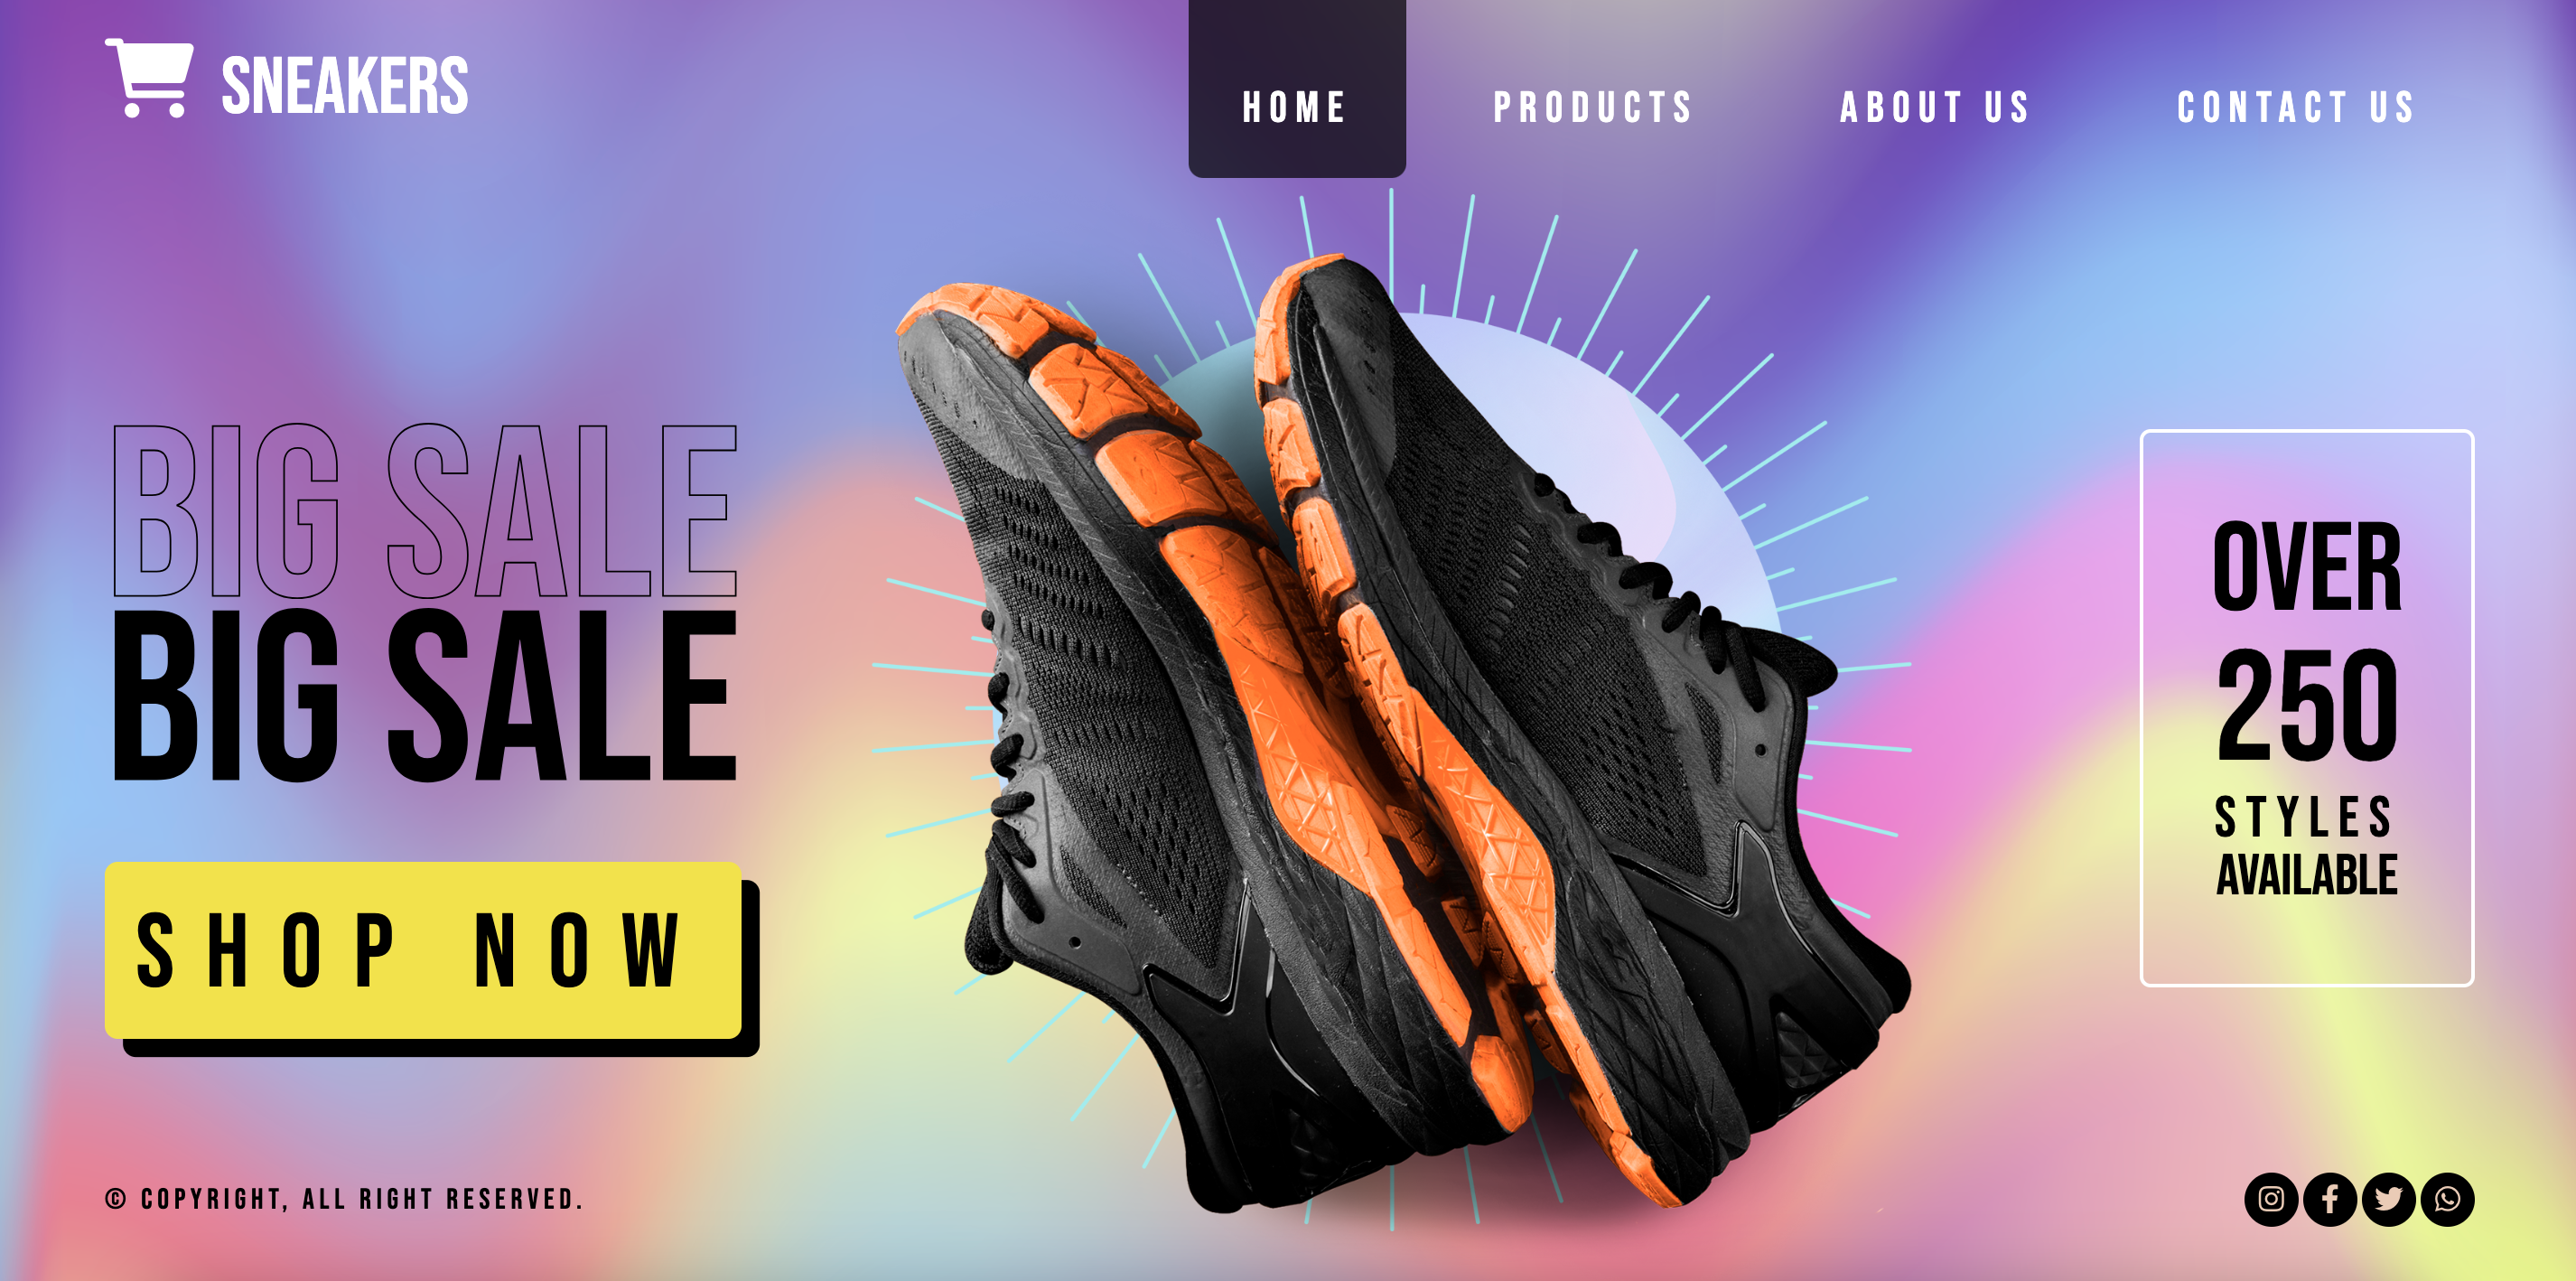 SNEAKERS
HOME
PRODUCTS
ABOUT US
CONTACT US
BIG SALE
BIG SALE
SHOP NOW
OVER
250
STYLES
AVAILABLE
© COPYRIGHT, ALL RIGHT RESERVED.